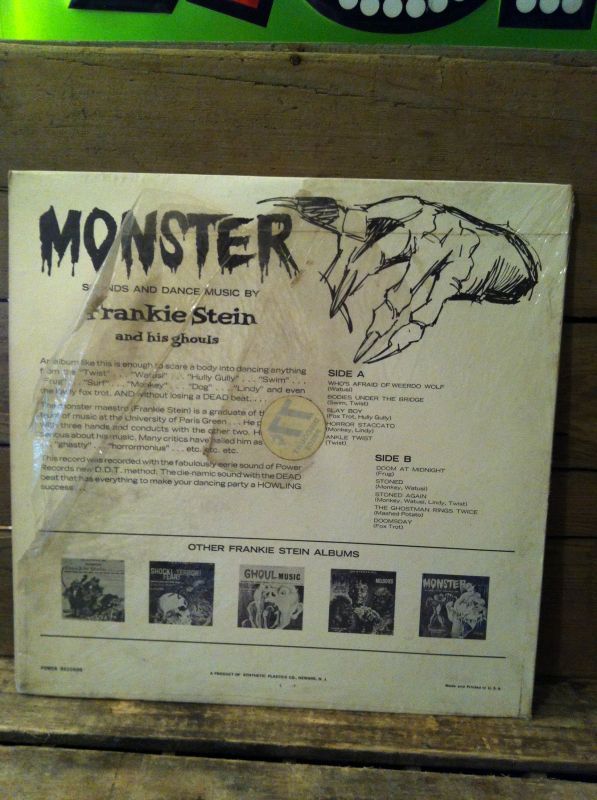 MONSTER
SOUNDS AND DANCE MUSIC BY
Frankie Stein
and his ghouls
An album like this is enough to scare a body into dancing anything
from the "Twist" . . . "Watusi" . . . "Hully Gully" . . . "Swim" . . .
"Frug" . . . "Surf" . . . "Monkey" . . . "Dog" . . . "Lindy" and even
the kindly fox trot. AND without losing a DEAD beat. . . .
The monster maestro (Frankie Stein) is a graduate of the
of music at the University of Paris Green . . . He
with three hands and conducts with the other two. He
serious about his music. Many critics have hailed him as
"ghastly" . . . "horrormonius" . . . etc. etc. etc.
This record was recorded with the fabulously eerie sound of Power
Records new D.D.T. method. The die-namic sound with the DEAD
beat that has everything to make your dancing party a HOWLING
success . .
SIDE A
WHO'S AFRAID OF WEERDO WOLF
(Watusi)
BODIES UNDER THE BRIDGE
(Swim, Twist)
SLAY BOY
(Fox Trot, Hully Gully)
HORROR STACCATO
(Monkey, Lindy)
ANKLE TWIST
(Twist)
SIDE B
DOOM AT MIDNIGHT
(Frug)
STONED
(Monkey, Watusi)
STONED AGAIN
(Monkey, Watusi, Lindy, Twist)
THE GHOSTMAN RINGS TWICE
(Mashed Potato)
DOOMSDAY
(Fox Trot)
OTHER FRANKIE STEIN ALBUMS
SHOCK! TERROR!
FEAR!
GHOUL MUSIC
MELODIES
MONSTER
POWER RECORDS
A PRODUCT OF SYNTHETIC PLASTICS CO., NEWARK, N. J.
Made and Printed in U. S. A.